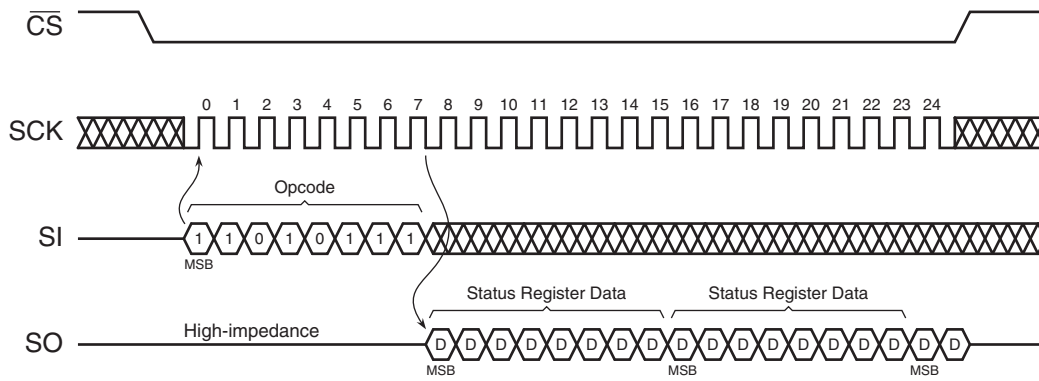 C̅S̅
0 1 2 3 4 5 6 7 8 9 10 11 12 13 14 15 16 17 18 19 20 21 22 23 24
SCK
Opcode
SI 1 1 0 1 0 1 1 1
MSB
Status Register Data Status Register Data
High-impedance
SO D D D D D D D D D D D D D D D D D D
MSB MSB MSB